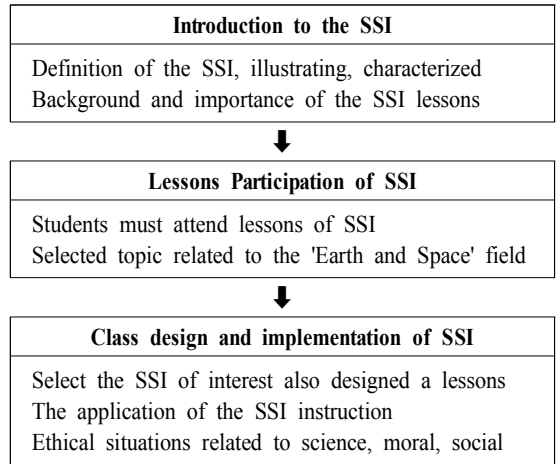 Introduction to the SSI
Definition of the SSI, illustrating, characterized
Background and importance of the SSI lessons
Lessons Participation of SSI
Students must attend lessons of SSI
Selected topic related to the 'Earth and Space' field
Class design and implementation of SSI
Select the SSI of interest also designed a lessons
The application of the SSI instruction
Ethical situations related to science, moral, social